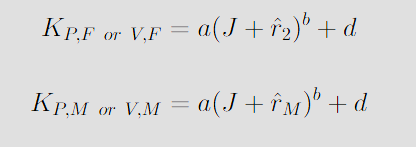 K_{P,F or V,F} = a(J + r̂_2)^b + d
K_{P,M or V,M} = a(J + r̂_M)^b + d